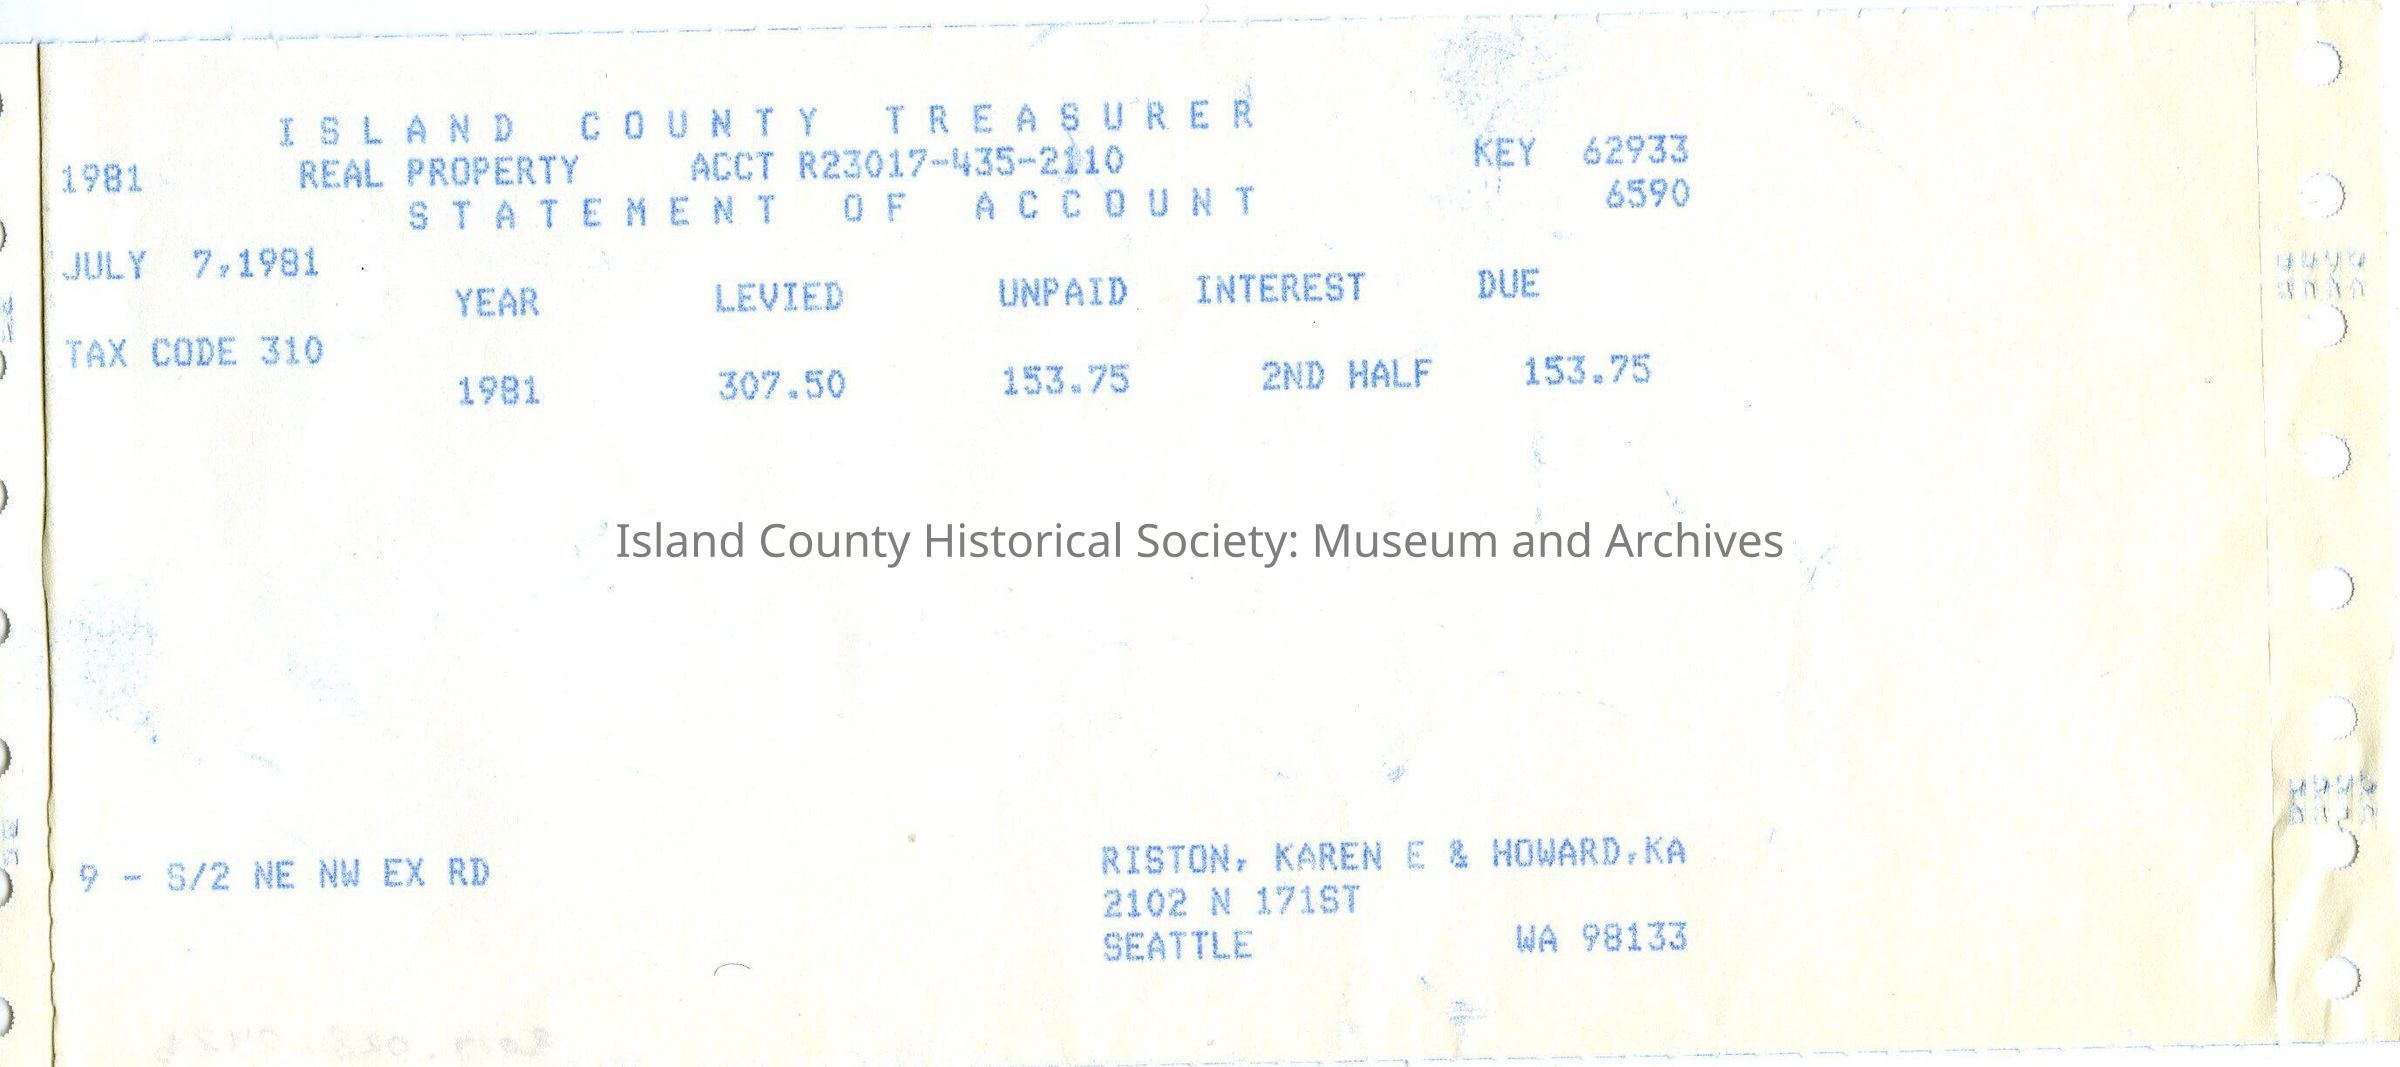 ISLAND COUNTY TREASURER
1981 REAL PROPERTY ACCT R23017-435-2110 KEY 62933
STATEMENT OF ACCOUNT 6590
JULY 7,1981
YEAR LEVIED UNPAID INTEREST DUE
TAX CODE 310
1981 307.50 153.75 2ND HALF 153.75
Island County Historical Society: Museum and Archives
9 - S/2 NE NW EX RD
RISTON, KAREN E & HOWARD,KA
2102 N 171ST
SEATTLE WA 98133